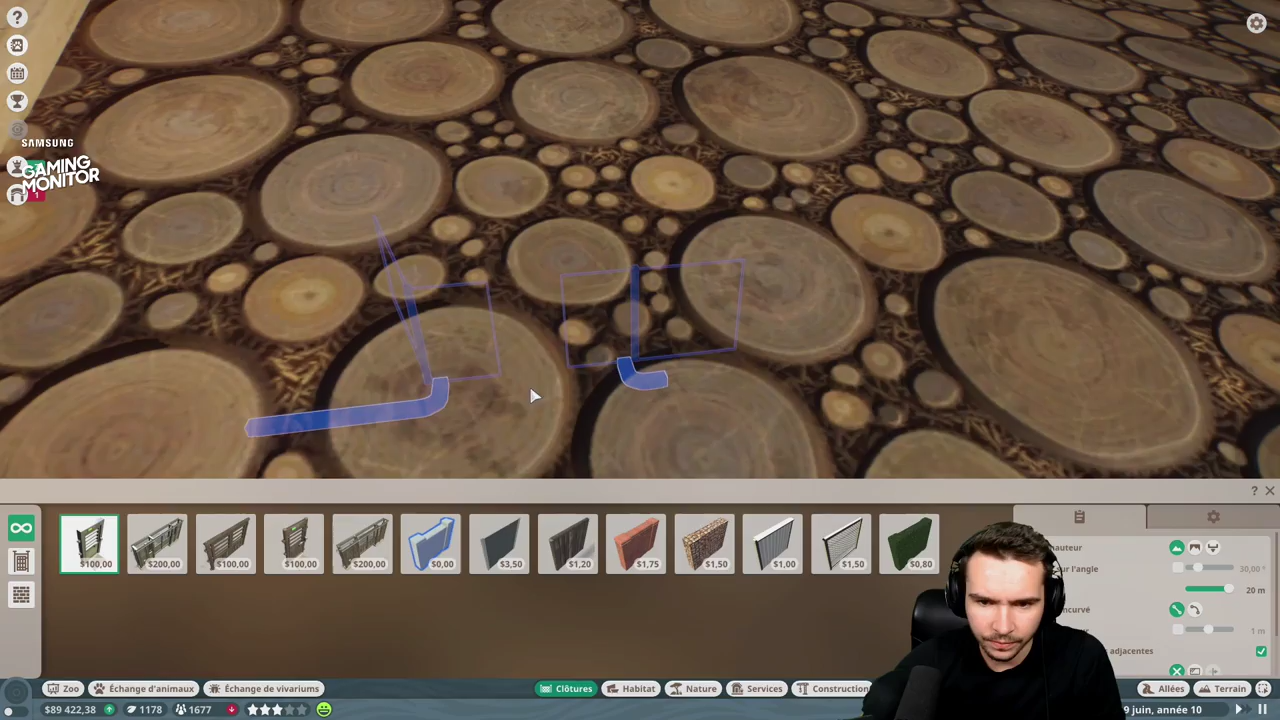 SAMSUNG
GAMING
MONITOR
1
$100,00
$200,00
$100,00
$100,00
$200,00
$0,00
$3,50
$1,20
$1,75
$1,50
$1,00
$1,50
$0,80
hauteur
sur l'angle
30,00 °
20 m
1 m
adjacentes
Zoo
Échange d'animaux
Échange de vivariums
Clôtures
Habitat
Nature
Services
Construction
Allées
Terrain
$89 422,38
1178
1677
9 juin, année 10